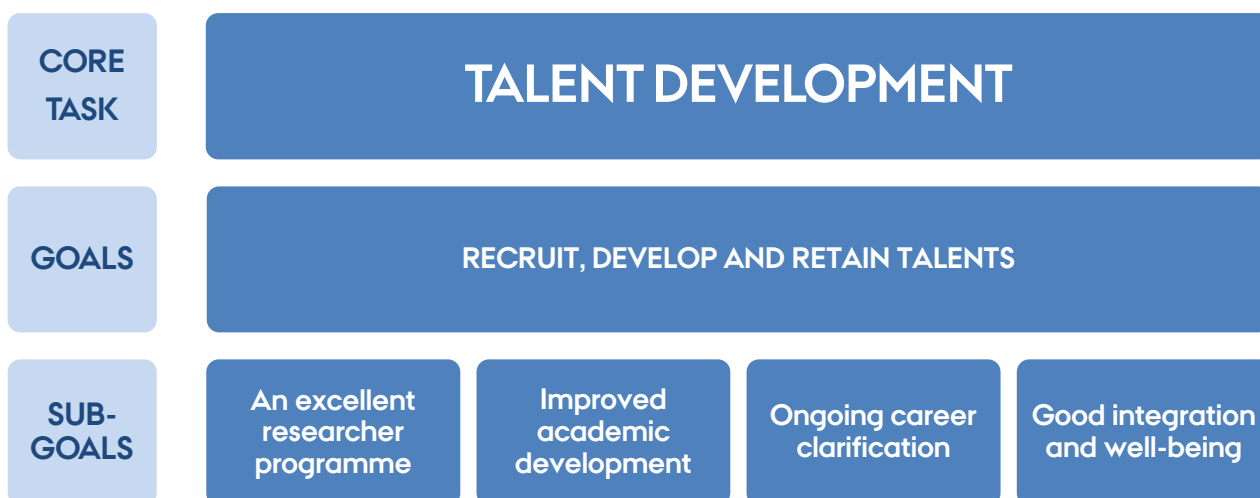 CORE
TASK
TALENT DEVELOPMENT
GOALS
RECRUIT, DEVELOP AND RETAIN TALENTS
SUB-
GOALS
An excellent
researcher
programme
Improved
academic
development
Ongoing career
clarification
Good integration
and well-being